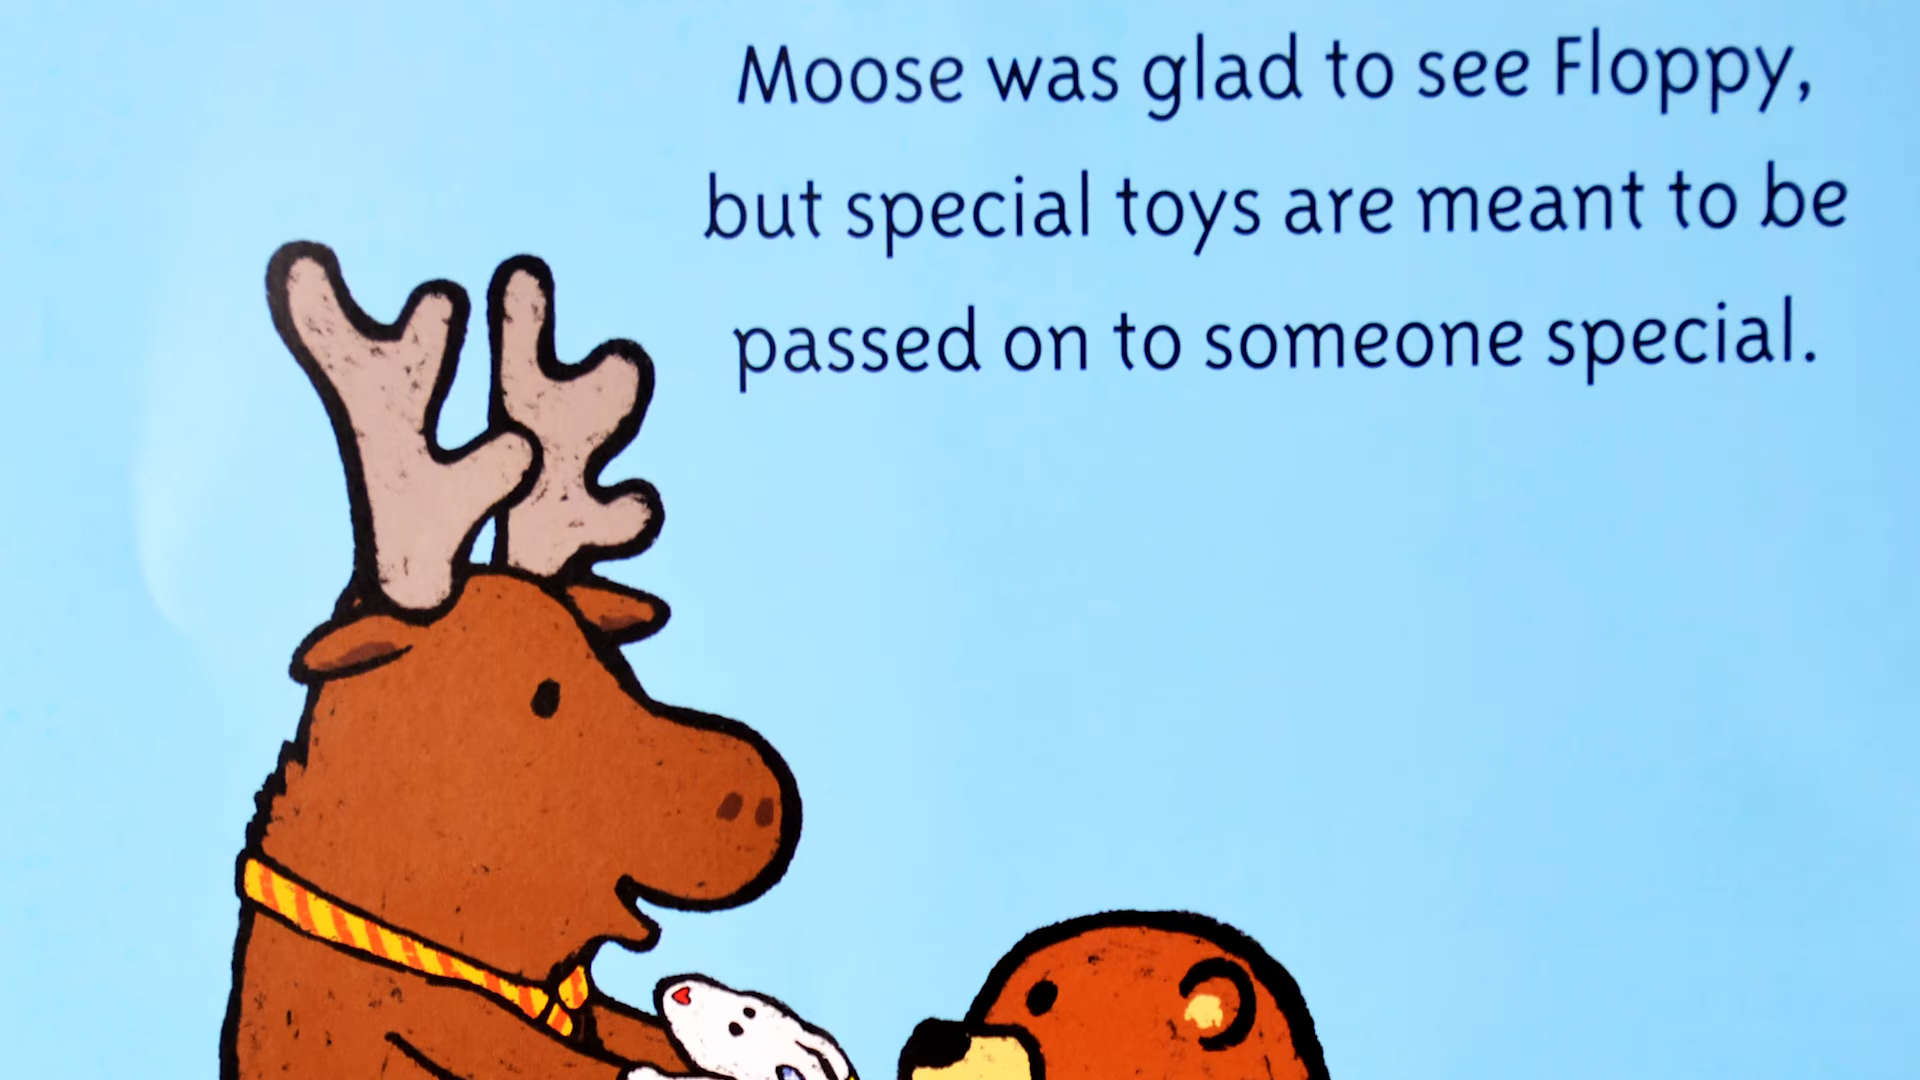 Moose was glad to see Floppy,
but special toys are meant to be
passed on to someone special.